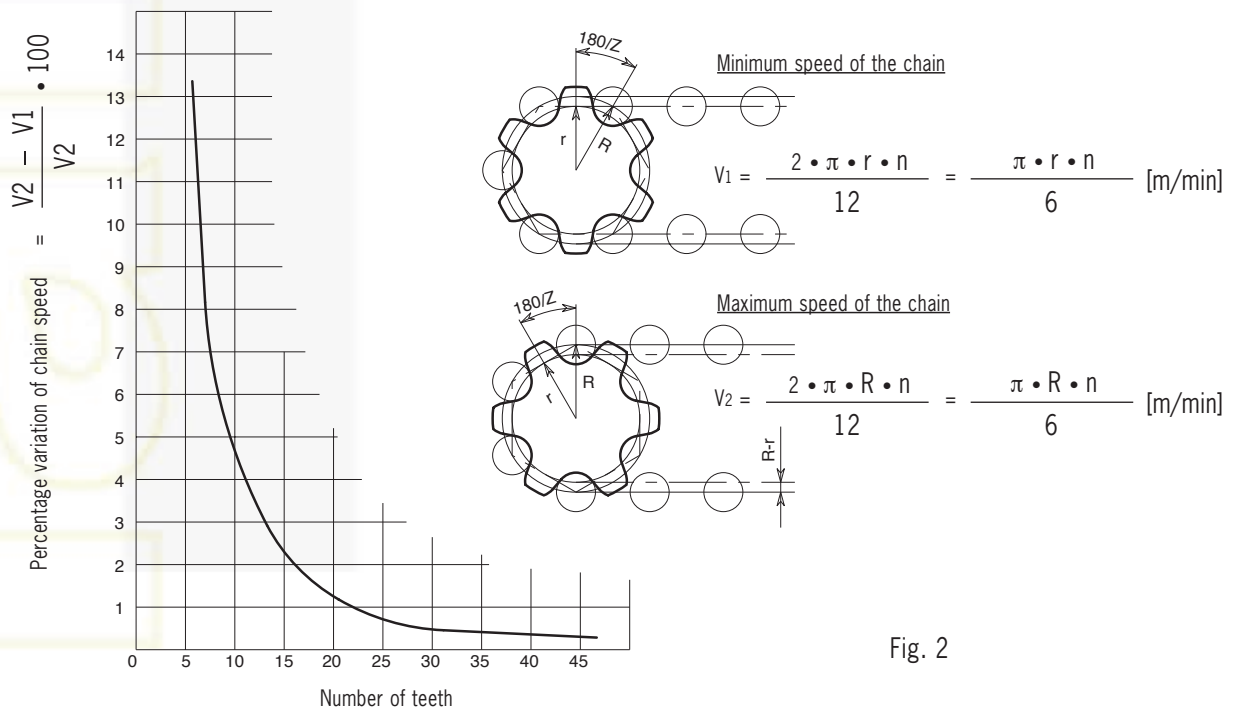 Percentage variation of chain speed = V2 – V1 / V2 • 100
14
13
12
11
10
9
8
7
6
5
4
3
2
1
0 5 10 15 20 25 30 35 40 45
Number of teeth
180/Z
r
R
Minimum speed of the chain
V1 = 2 • π • r • n / 12 = π • r • n / 6 [m/min]
180/Z
r
R
R-r
Maximum speed of the chain
V2 = 2 • π • R • n / 12 = π • R • n / 6 [m/min]
Fig. 2